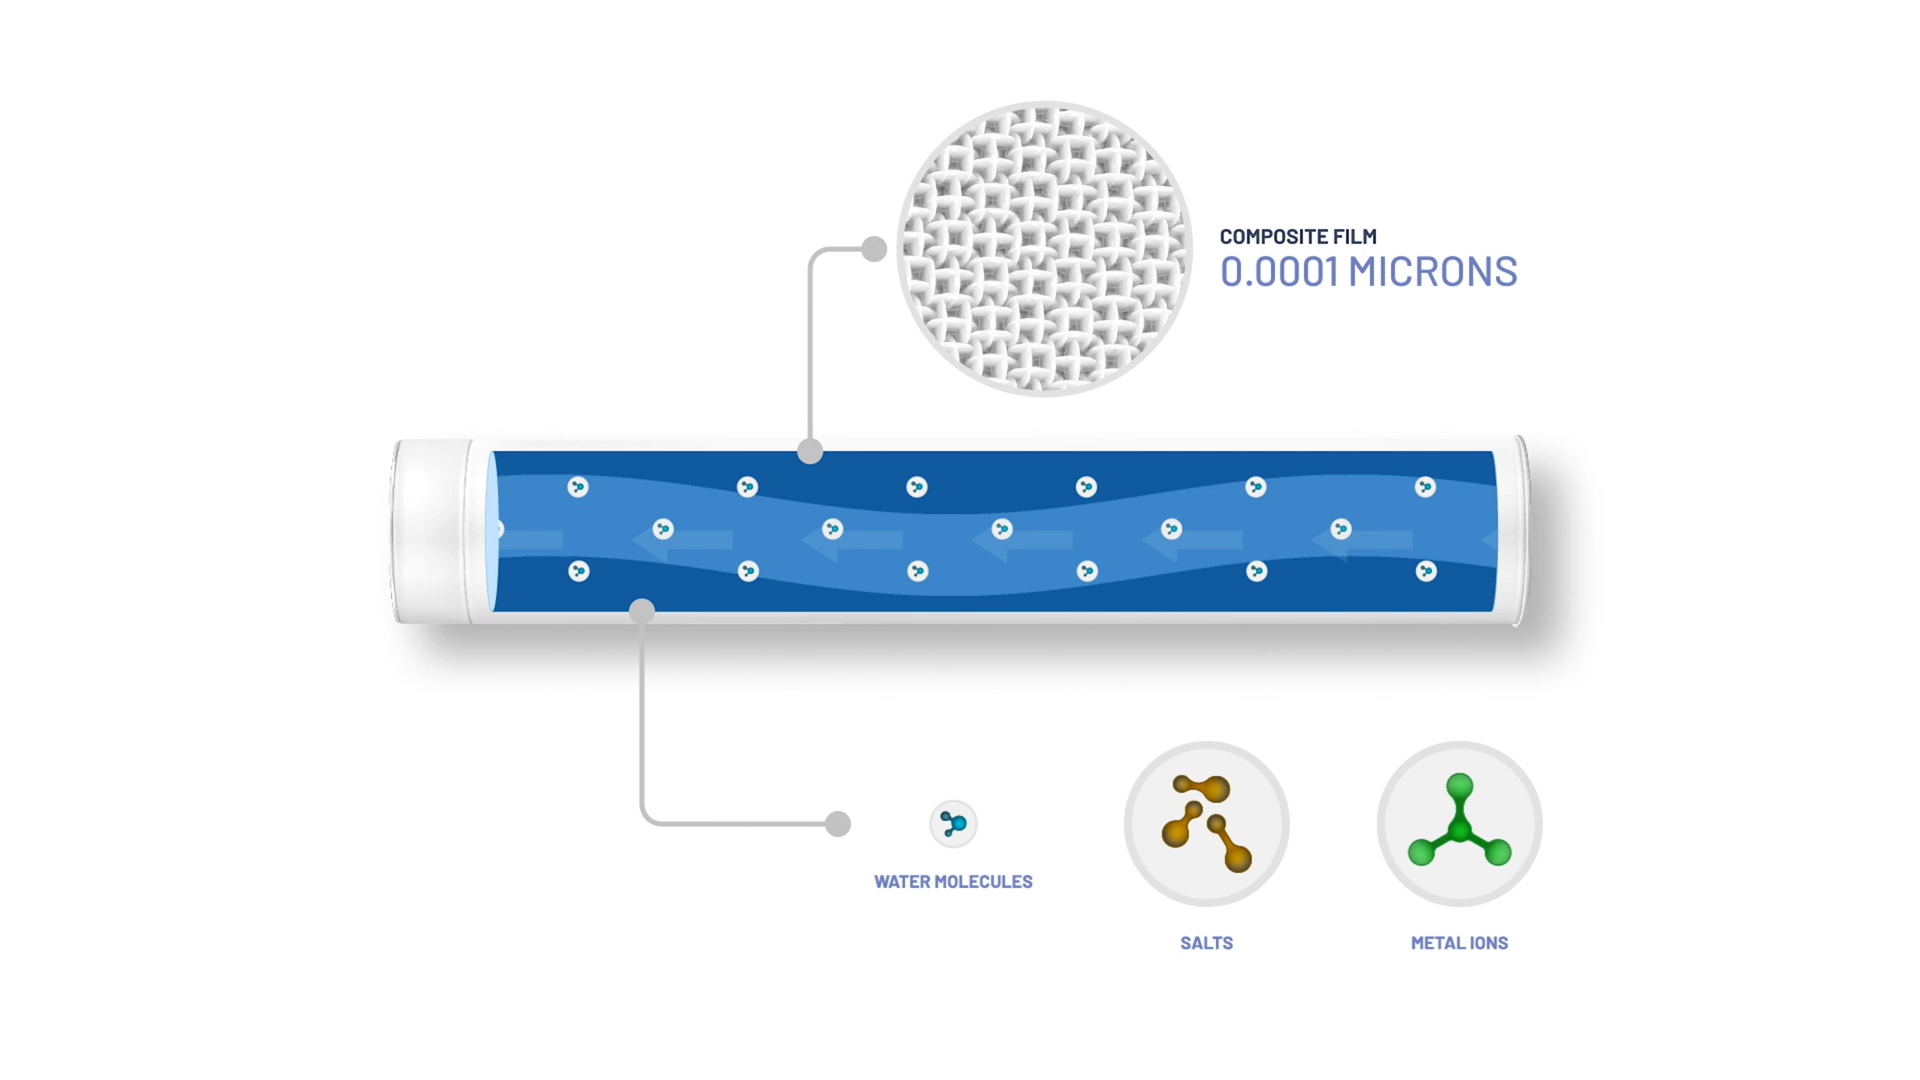 COMPOSITE FILM
0.0001 MICRONS
WATER MOLECULES
SALTS
METAL IONS